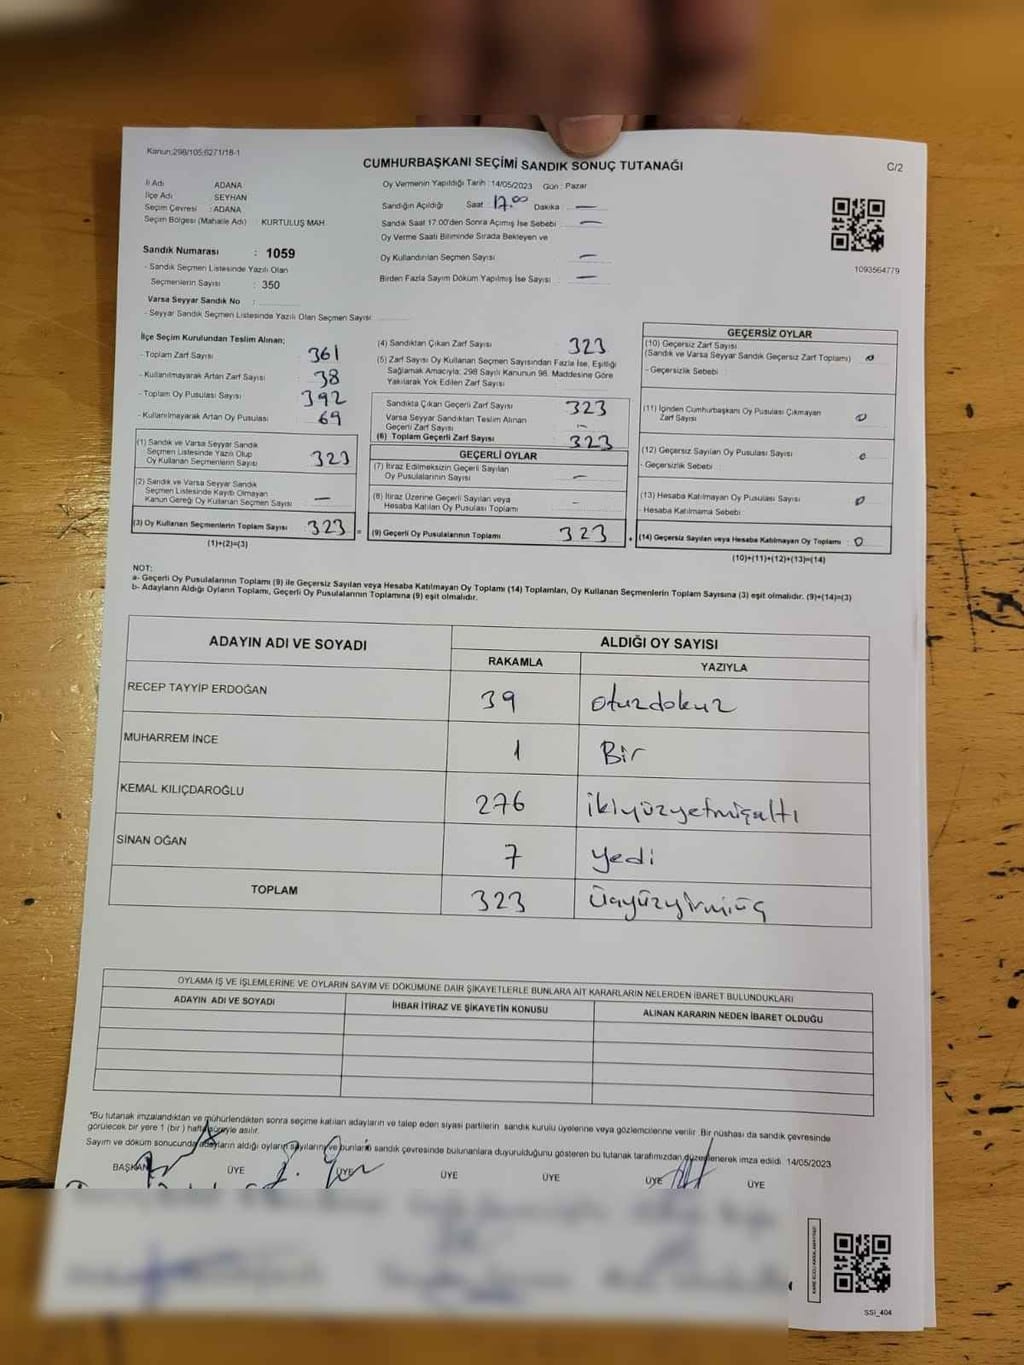 Kanun:298/105;6271/18-1
CUMHURBAŞKANI SEÇİMİ SANDIK SONUÇ TUTANAĞI
C/2
İl Adı ADANA
İlçe Adı SEYHAN
Seçim Çevresi : ADANA
Seçim Bölgesi (Mahalle Adı) KURTULUŞ MAH.
Sandık Numarası : 1059
- Sandık Seçmen Listesinde Yazılı Olan
Seçmenlerin Sayısı : 350
Varsa Seyyar Sandık No :
- Seyyar Sandık Seçmen Listesinde Yazılı Olan Seçmen Sayısı:
Oy Vermenin Yapıldığı Tarih : 14/05/2023 Gün : Pazar
Sandığın Açıldığı Saat : 17.00 Dakika : —
Sandık Saat 17.00'den Sonra Açımış İse Sebebi : —
Oy Verme Saati Bitiminde Sırada Bekleyen ve
Oy Kullandırılan Seçmen Sayısı : —
Birden Fazla Sayım Döküm Yapılmış İse Sayısı : —
1093564779
İlçe Seçim Kurulundan Teslim Alınan;
- Toplam Zarf Sayısı 361
- Kullanılmayarak Artan Zarf Sayısı 38
- Toplam Oy Pusulası Sayısı 392
- Kullanılmayarak Artan Oy Pusulası 69
(1) Sandık ve Varsa Seyyar Sandık
Seçmen Listesinde Yazılı Olup
Oy Kullanan Seçmenlerin Sayısı 323
(2) Sandık ve Varsa Seyyar Sandık
Seçmen Listesinde Kayıtlı Olmayan
Kanun Gereği Oy Kullanan Seçmen Sayısı —
(3) Oy Kullanan Seçmenlerin Toplam Sayısı 323
(1)+(2)=(3)
(4) Sandıktan Çıkan Zarf Sayısı 323
(5) Zarf Sayısı Oy Kullanan Seçmen Sayısından Fazla İse, Eşitliği
Sağlamak Amacıyla; 298 Sayılı Kanunun 98. Maddesine Göre
Yakılarak Yok Edilen Zarf Sayısı
Sandıkta Çıkan Geçerli Zarf Sayısı 323
Varsa Seyyar Sandıktan Teslim Alınan
Geçerli Zarf Sayısı —
(6) Toplam Geçerli Zarf Sayısı 323
GEÇERLİ OYLAR
(7) İtiraz Edilmeksizin Geçerli Sayılan
Oy Pusulalarının Sayısı —
(8) İtiraz Üzerine Geçerli Sayılan veya
Hesaba Katılan Oy Pusulası Toplamı —
(9) Geçerli Oy Pusulalarının Toplamı 323
GEÇERSİZ OYLAR
(10) Geçersiz Zarf Sayısı
(Sandık ve Varsa Seyyar Sandık Geçersiz Zarf Toplamı) 0
- Geçersizlik Sebebi :
(11) İçinden Cumhurbaşkanı Oy Pusulası Çıkmayan
Zarf Sayısı 0
(12) Geçersiz Sayılan Oy Pusulası Sayısı 0
- Geçersizlik Sebebi :
(13) Hesaba Katılmayan Oy Pusulası Sayısı 0
- Hesaba Katılmama Sebebi :
(14) Geçersiz Sayılan veya Hesaba Katılmayan Oy Toplamı : 0
(10)+(11)+(12)+(13)=(14)
NOT:
a- Geçerli Oy Pusulalarının Toplamı (9) ile Geçersiz Sayılan veya Hesaba Katılmayan Oy Toplamı (14) Toplamları, Oy Kullanan Seçmenlerin Toplam Sayısına (3) eşit olmalıdır. (9)+(14)=(3)
b- Adayların Aldığı Oyların Toplamı, Geçerli Oy Pusulalarının Toplamına (9) eşit olmalıdır.
ADAYIN ADI VE SOYADI ALDIĞI OY SAYISI
RAKAMLA YAZIYLA
RECEP TAYYİP ERDOĞAN 39 otuzdokuz
MUHARREM İNCE 1 Bir
KEMAL KILIÇDAROĞLU 276 ikiyüzyetmişaltı
SİNAN OĞAN 7 yedi
TOPLAM 323 üçyüzyirmiüç
OYLAMA İŞ VE İŞLEMLERİNE VE OYLARIN SAYIM VE DÖKÜMÜNE DAİR ŞİKAYETLERLE BUNLARA AİT KARARLARIN NELERDEN İBARET BULUNDUKLARI
ADAYIN ADI VE SOYADI İHBAR İTİRAZ VE ŞİKAYETİN KONUSU ALINAN KARARIN NEDEN İBARET OLDUĞU
*Bu tutanak imzalandıktan ve mühürlendikten sonra seçime katılan adayların ve talep eden siyasi partilerin sandık kurulu üyelerine veya gözlemcilerine verilir. Bir nüshası da sandık çevresinde
görülecek bir yere 1 (bir ) hafta süreyle asılır.
Sayım ve döküm sonucunda adayların aldığı oyların sayılarını ve bunların sandık çevresinde bulunanlara duyurulduğunu gösteren bu tutanak tarafımızdan düzenlenerek imza edildi. 14/05/2023
BAŞKAN ÜYE ÜYE ÜYE ÜYE ÜYE ÜYE
SSİ_404